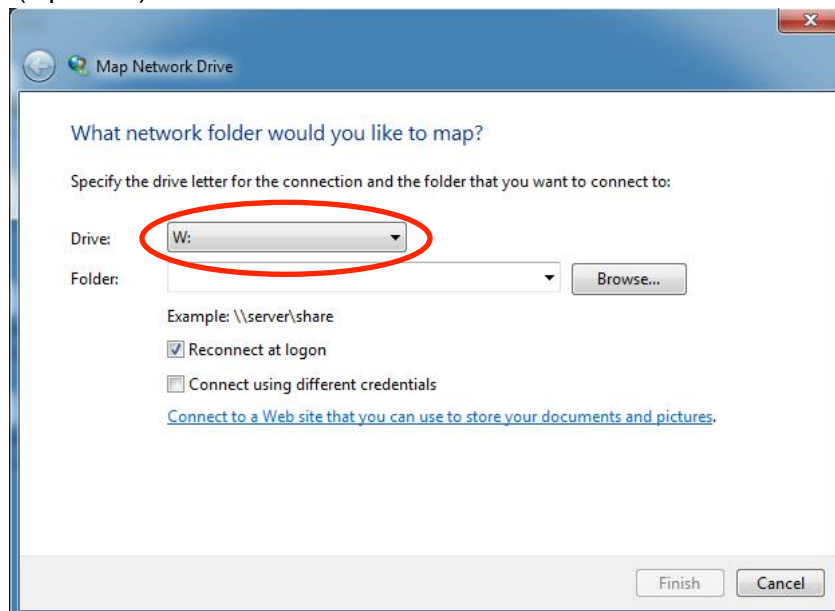 Map Network Drive
What network folder would you like to map?
Specify the drive letter for the connection and the folder that you want to connect to:
Drive: W:
Folder: Browse...
Example: \\server\share
Reconnect at logon
Connect using different credentials
Connect to a Web site that you can use to store your documents and pictures.
Finish Cancel